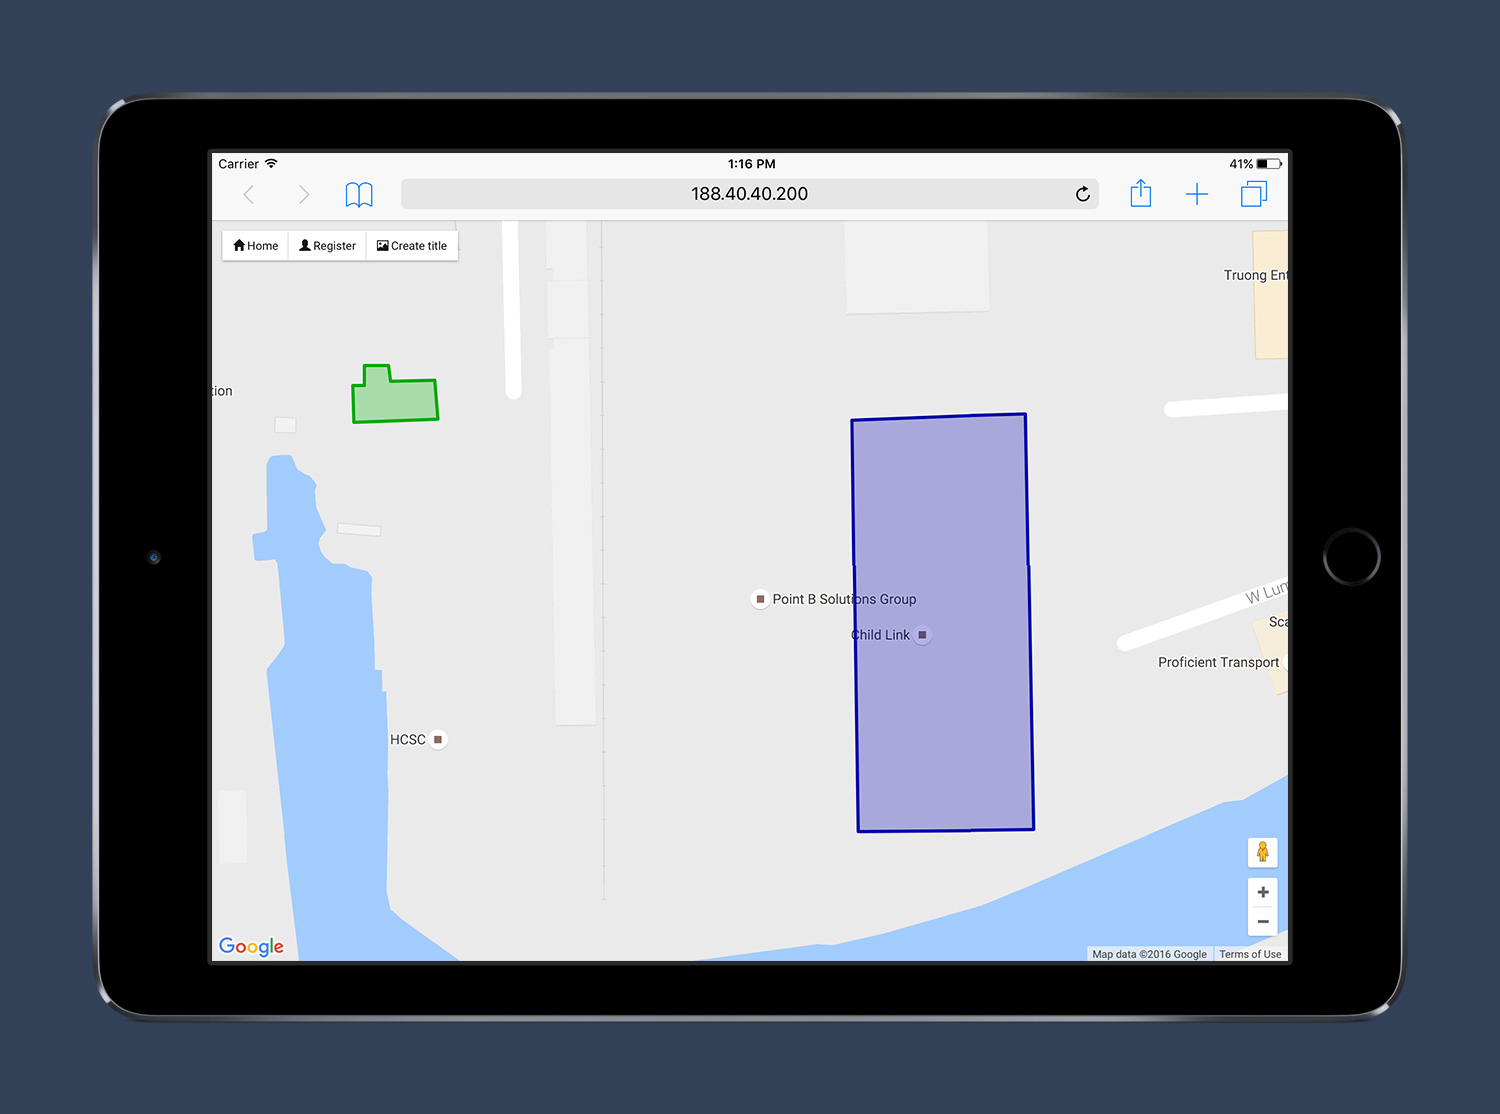 Carrier
1:16 PM
41%
188.40.40.200
Home
Register
Create title
Truong Ent
tion
Point B Solutions Group
Child Link
W Lum
Sca
Proficient Transport
HCSC
Google
Map data ©2016 Google
Terms of Use